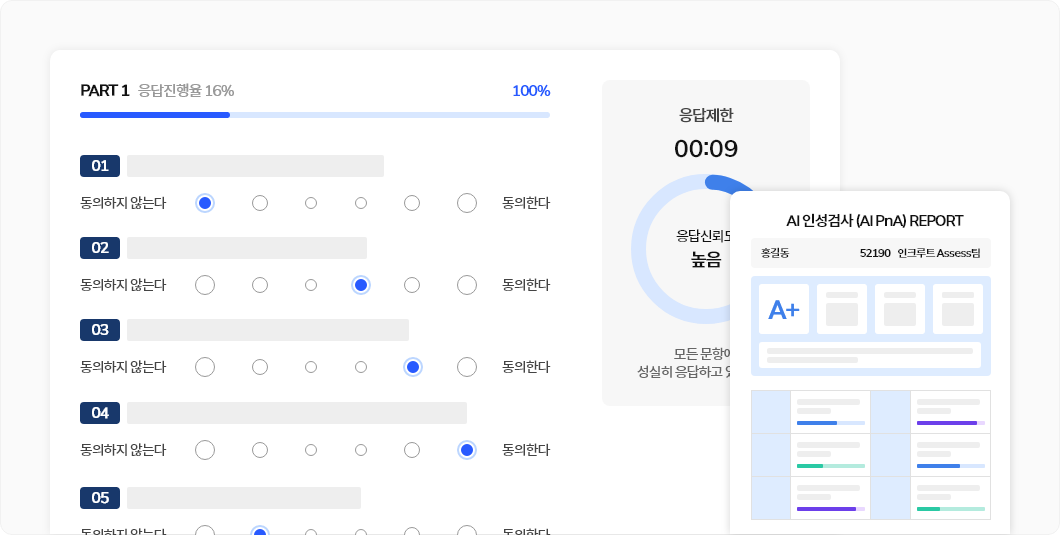 PART 1 응답진행율 16% 100%
01
동의하지 않는다 동의한다
02
동의하지 않는다 동의한다
03
동의하지 않는다 동의한다
04
동의하지 않는다 동의한다
05
동의하지 않는다 동의한다
응답제한
00:09
응답신뢰도
높음
모든 문항에
성실히 응답하고
AI 인성검사 (AI PnA) REPORT
홍길동 52190 인크루트 Assess팀
A+